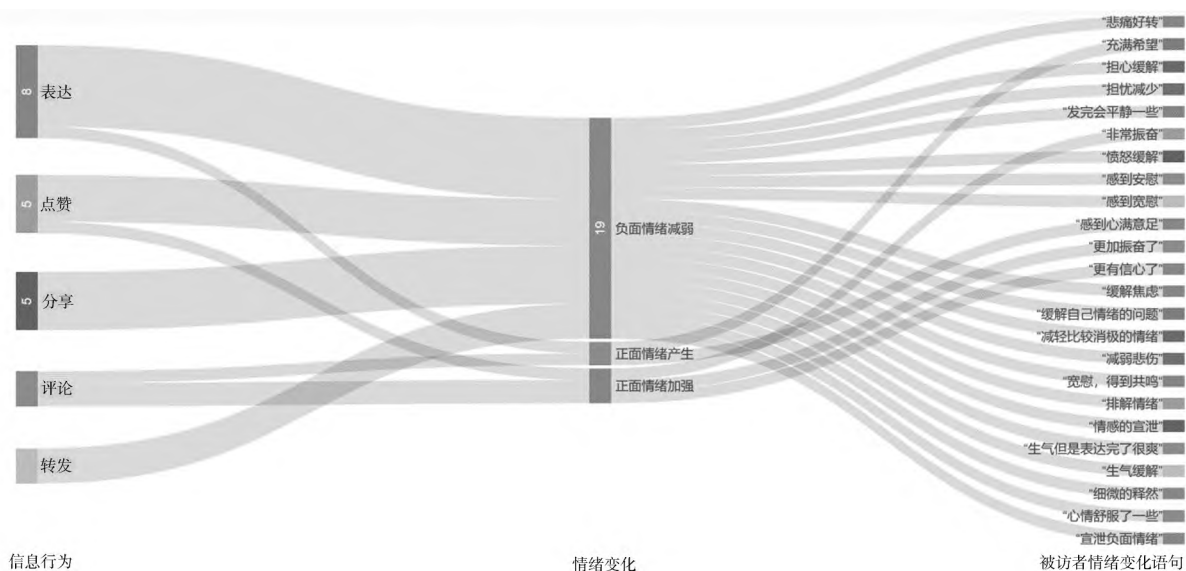 8
表达
5
点赞
5
分享
评论
转发
19
负面情绪减弱
正面情绪产生
正面情绪加强
“悲痛好转”
“充满希望”
“担心缓解”
“担忧减少”
“发完会平静一些”
“非常振奋”
“愤怒缓解”
“感到安慰”
“感到宽慰”
“感到心满意足”
“更加振奋了”
“更有信心了”
“缓解焦虑”
“缓解自己情绪的问题”
“减轻比较消极的情绪”
“减弱悲伤”
“宽慰，得到共鸣”
“排解情绪”
“情感的宣泄”
“生气但是表达完了很爽”
“生气缓解”
“细微的释然”
“心情舒服了一些”
“宣泄负面情绪”
信息行为
情绪变化
被访者情绪变化语句